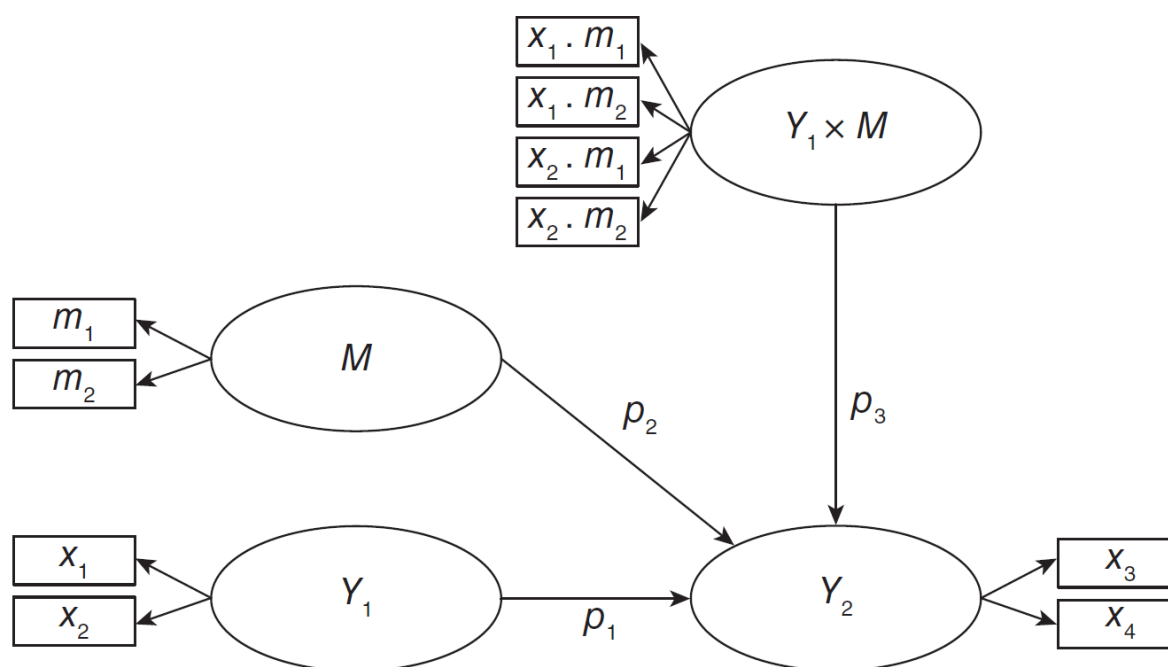 x₁ . m₁
x₁ . m₂
x₂ . m₁
x₂ . m₂
Y₁ × M
m₁
m₂
M
p₂
p₃
x₁
x₂
Y₁
p₁
Y₂
x₃
x₄